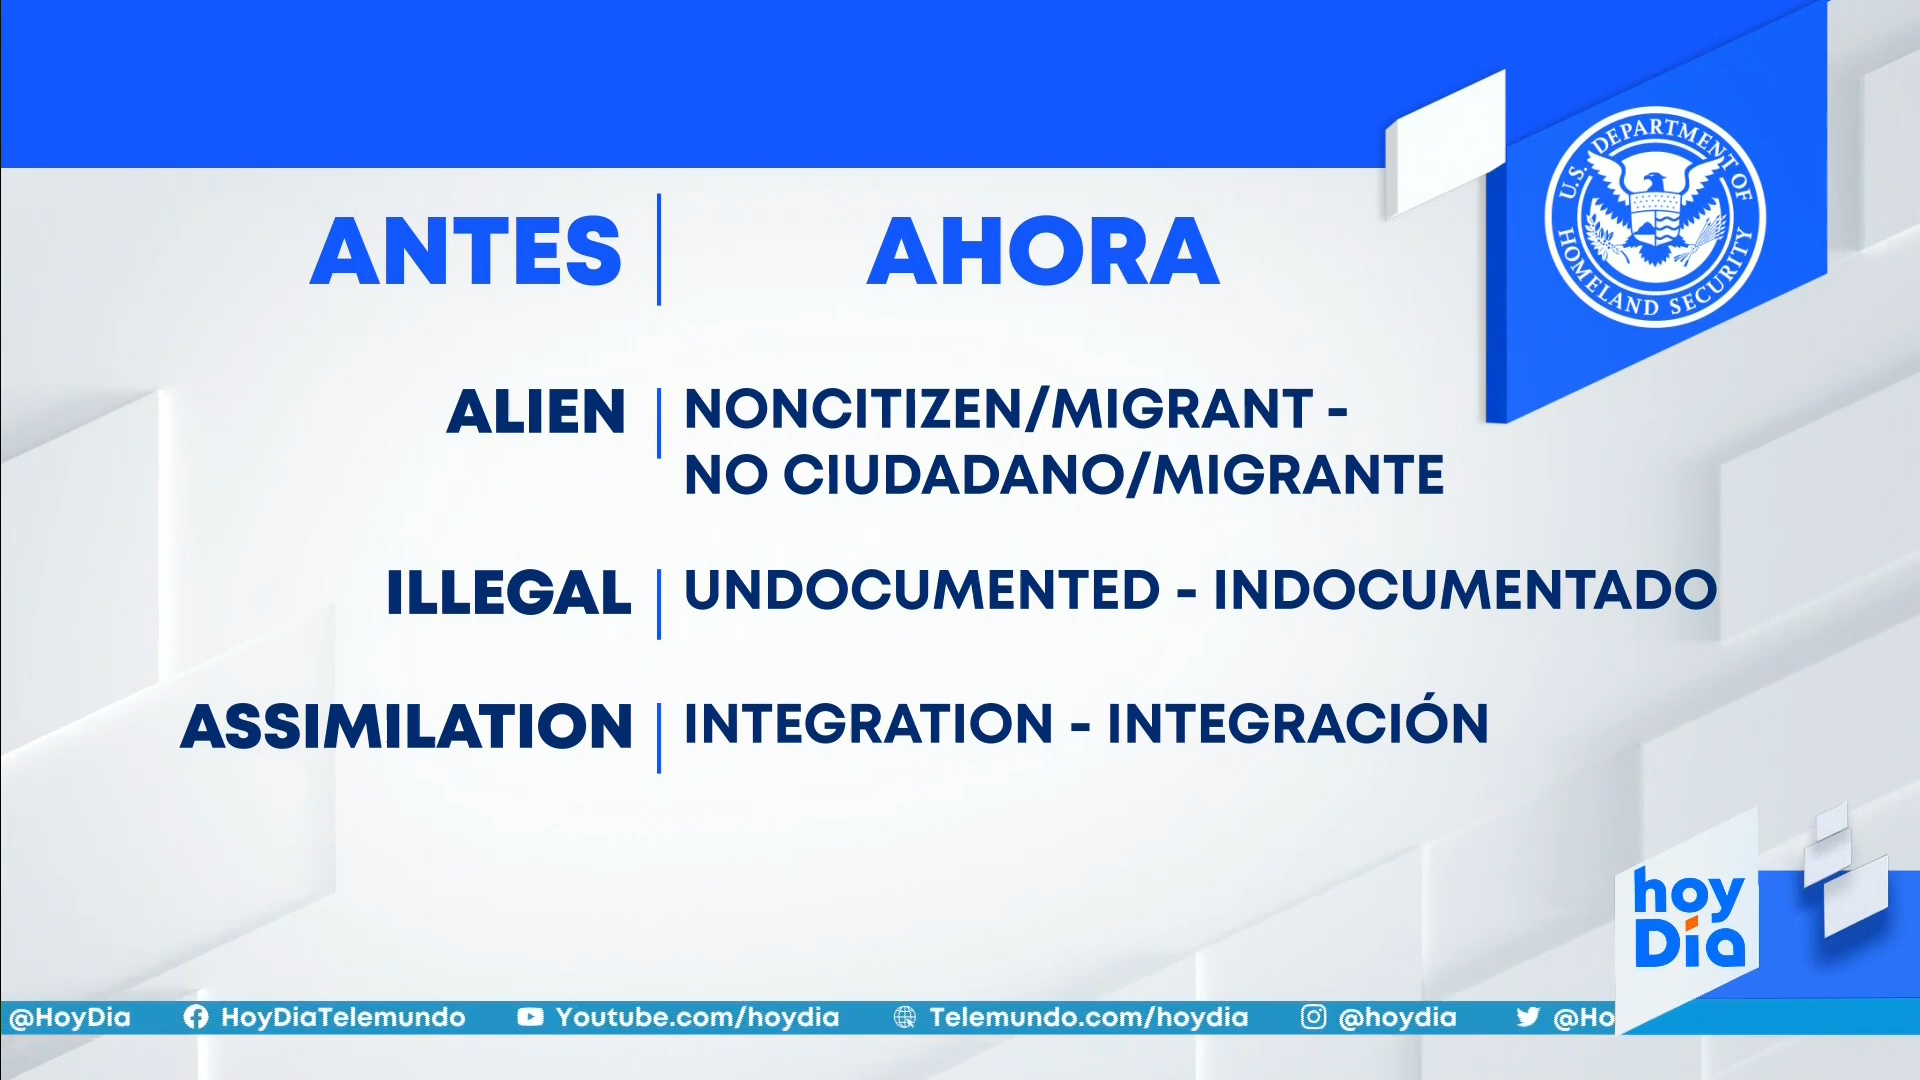 U.S. DEPARTMENT OF
HOMELAND SECURITY
ANTES AHORA
ALIEN NONCITIZEN/MIGRANT -
NO CIUDADANO/MIGRANTE
ILLEGAL UNDOCUMENTED - INDOCUMENTADO
ASSIMILATION INTEGRATION - INTEGRACIÓN
hoy
Día
@HoyDia HoyDiaTelemundo Youtube.com/hoydia Telemundo.com/hoydia @hoydia @Ho